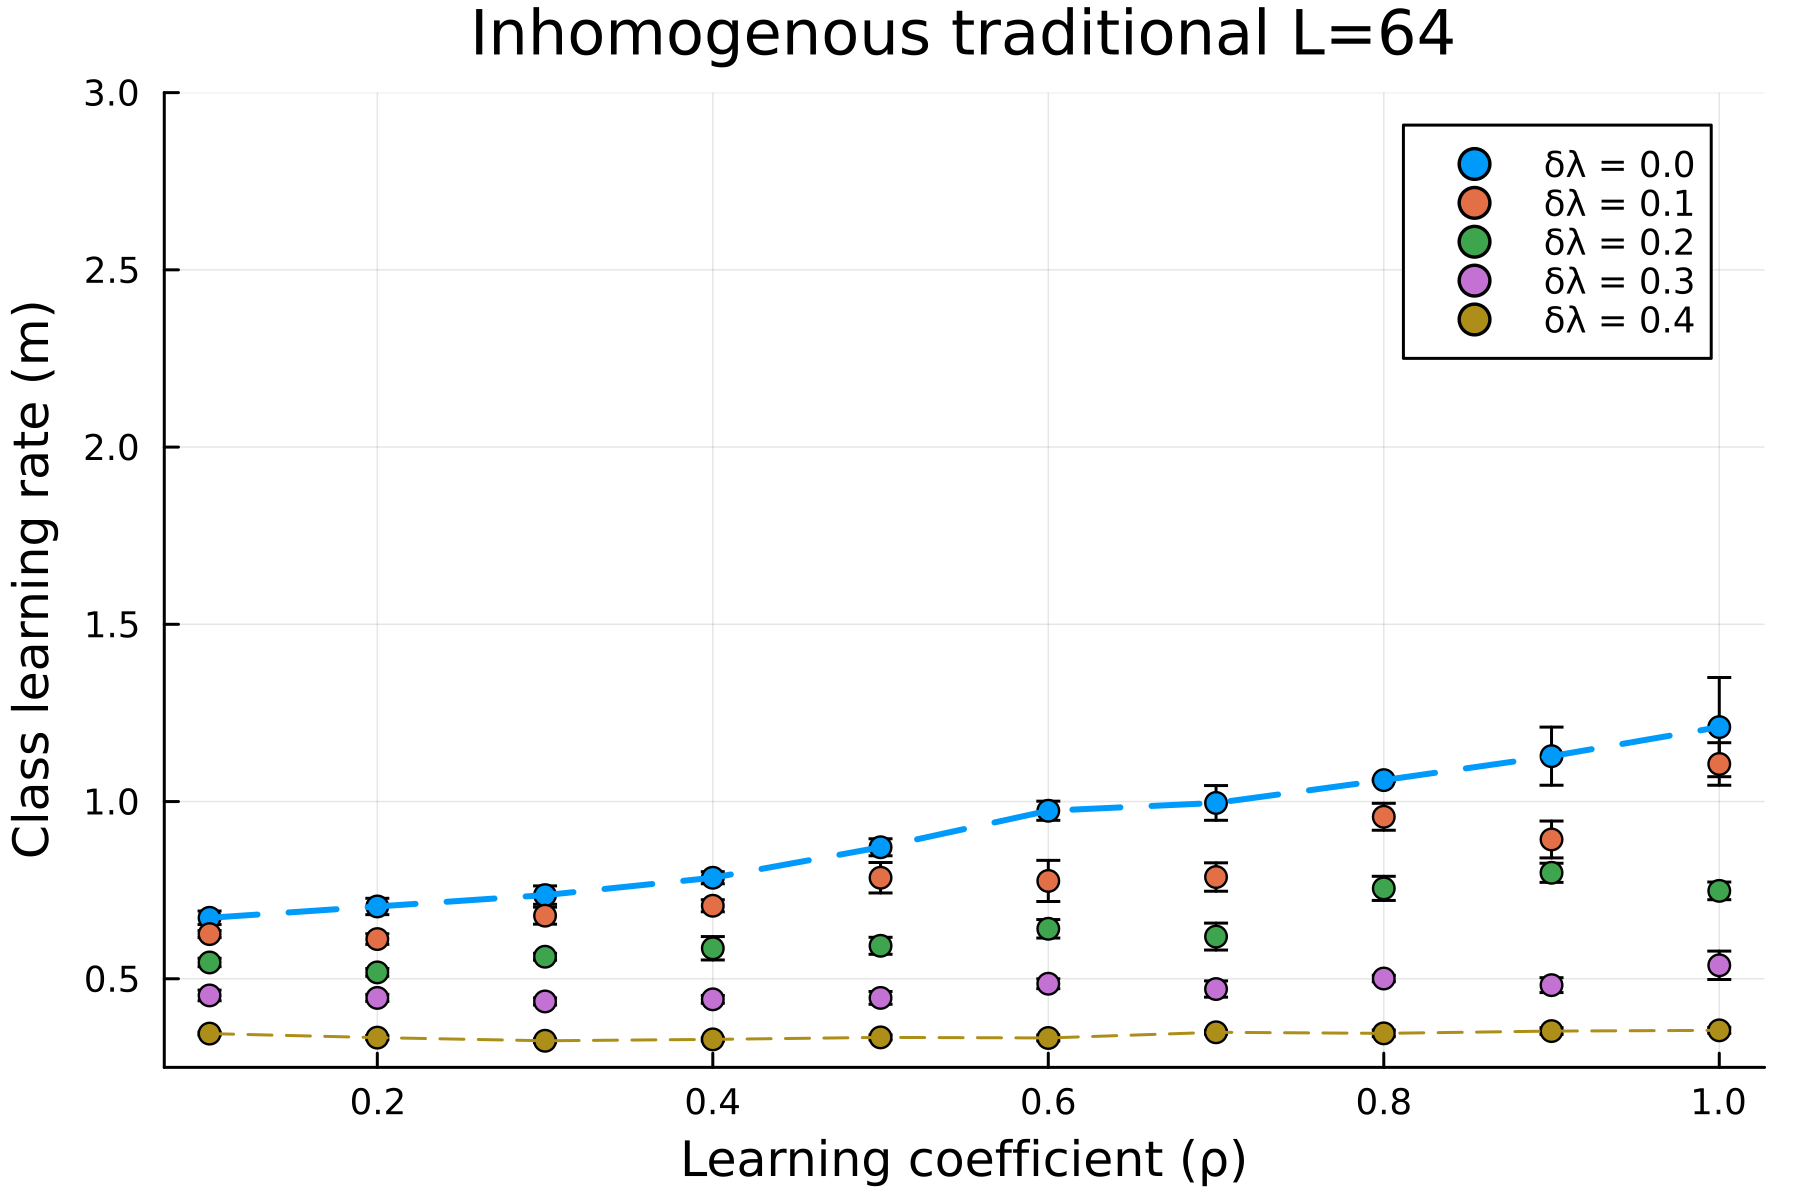 Inhomogenous traditional L=64
Class learning rate (m)
3.0
2.5
2.0
1.5
1.0
0.5
δλ = 0.0
δλ = 0.1
δλ = 0.2
δλ = 0.3
δλ = 0.4
0.2
0.4
0.6
0.8
1.0
Learning coefficient (ρ)